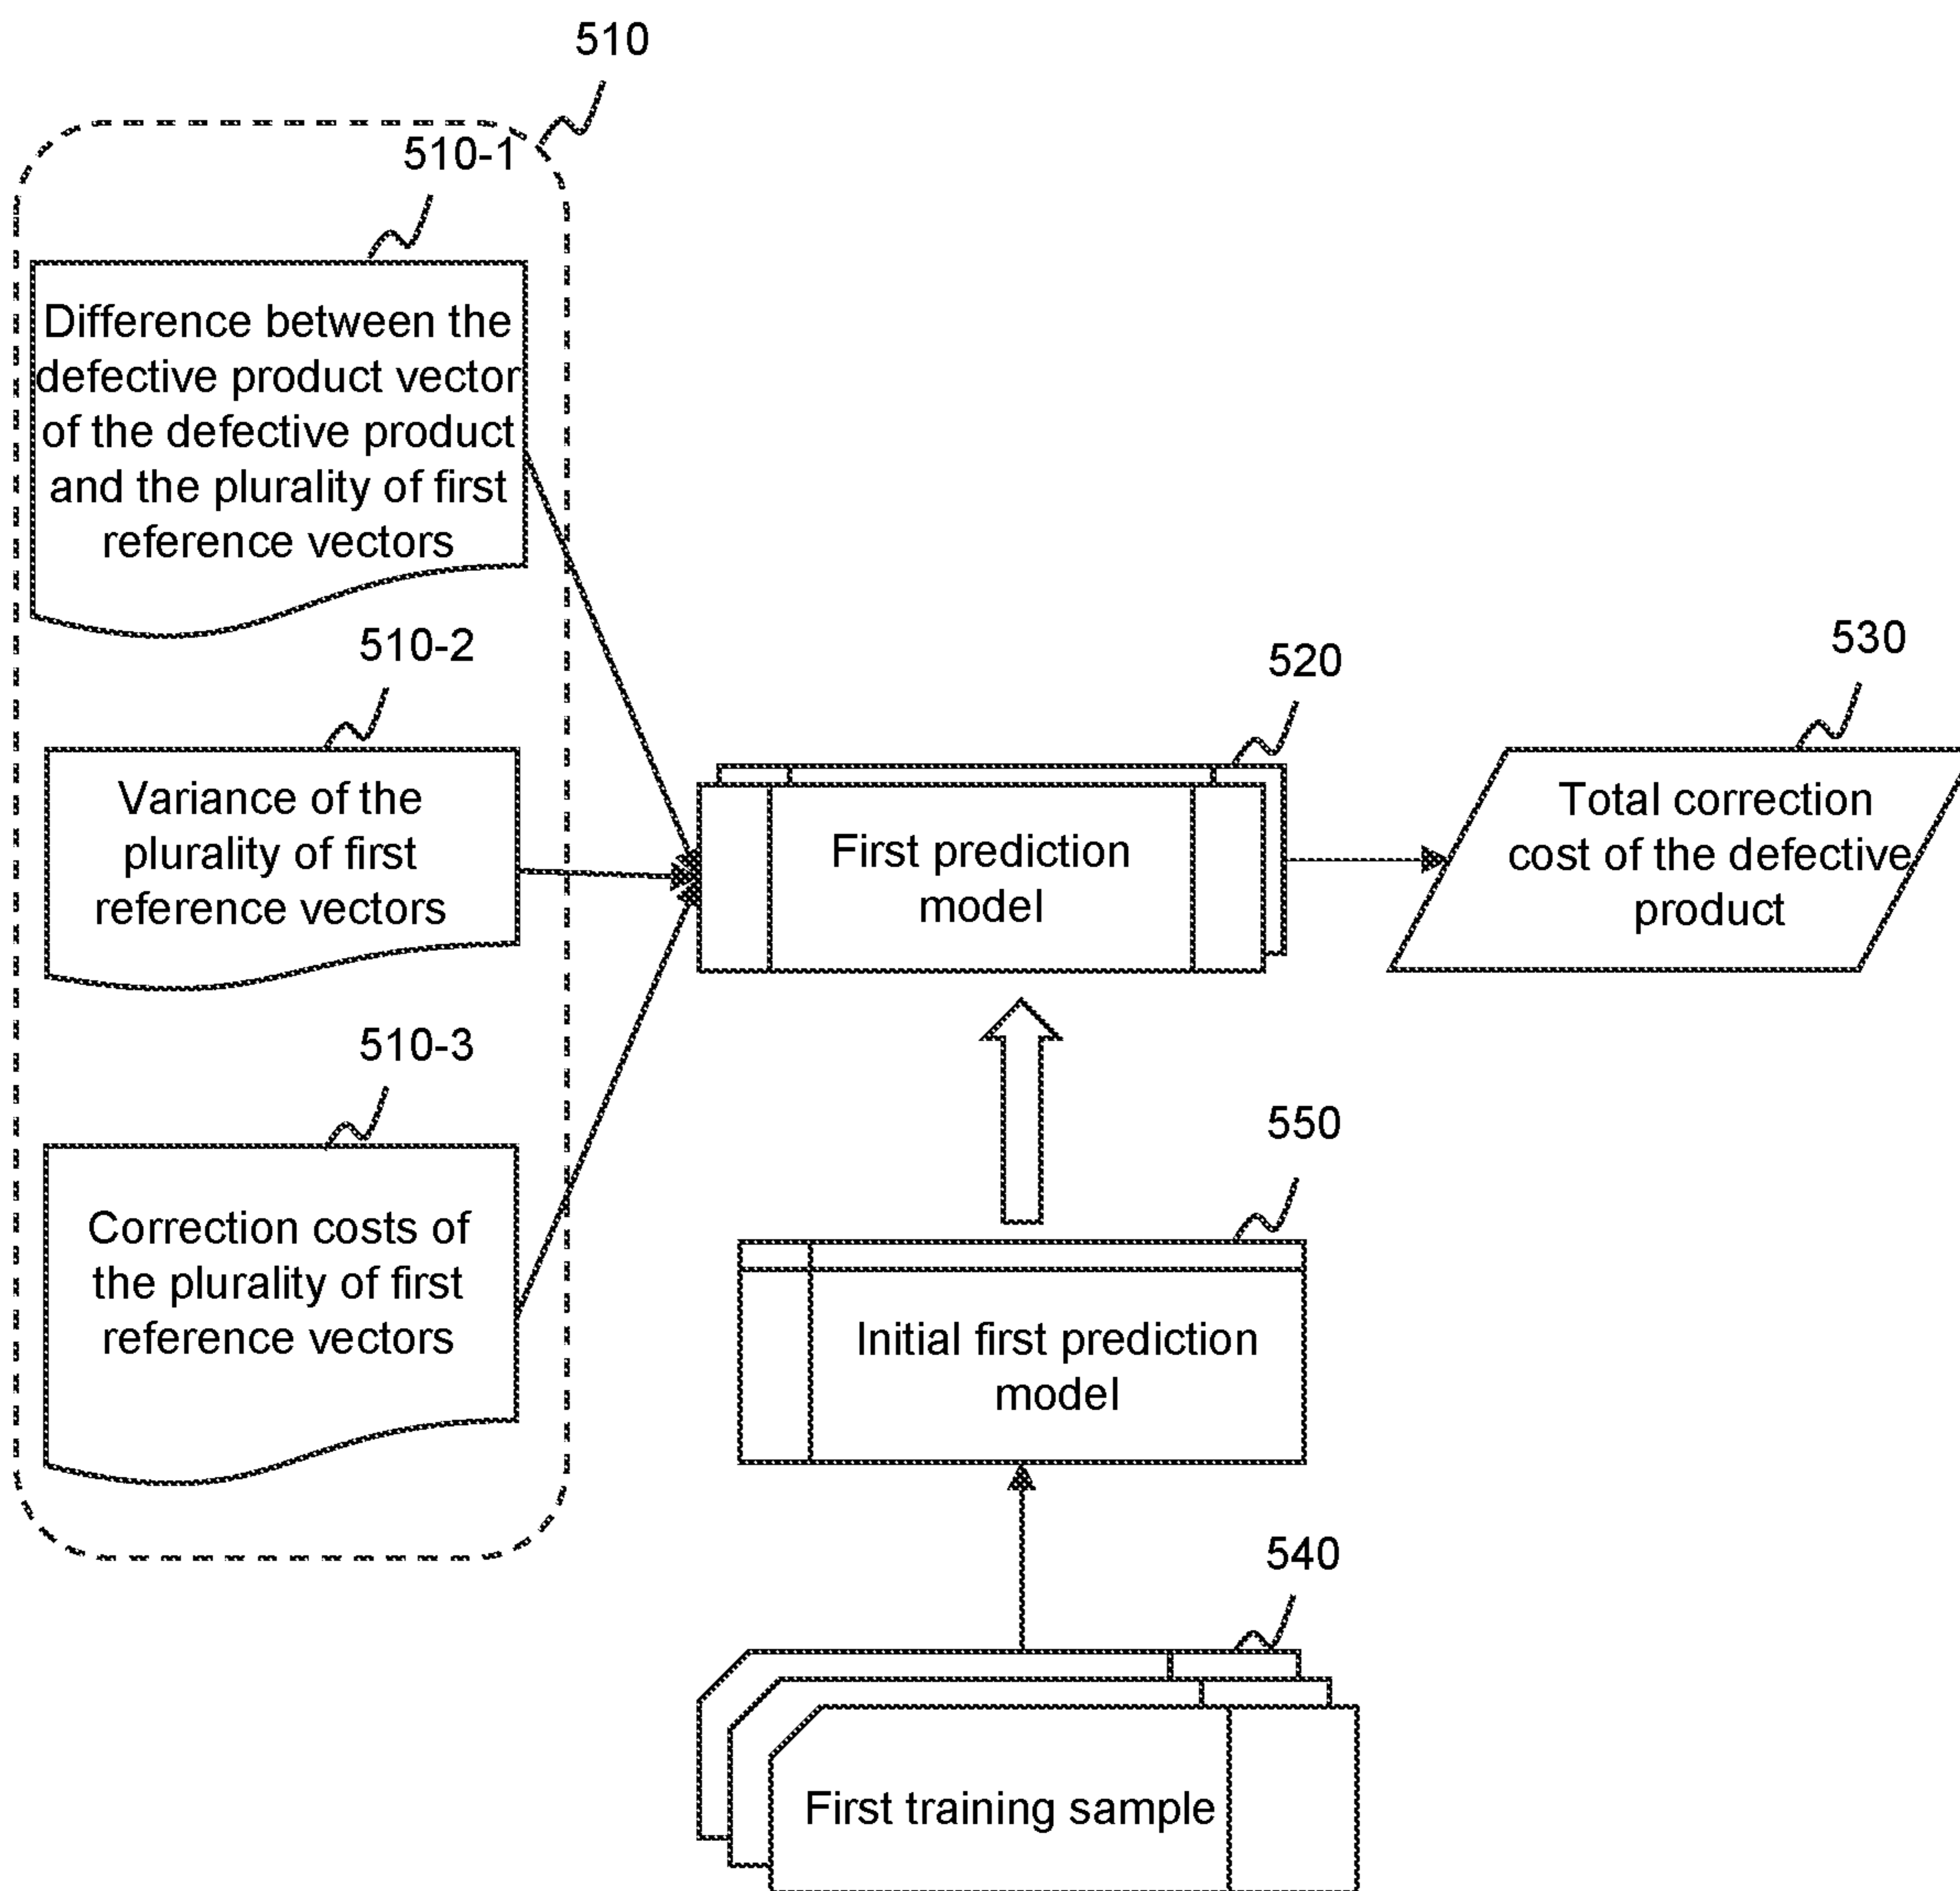 510
510-1
Difference between the
defective product vector
of the defective product
and the plurality of first
reference vectors
510-2
Variance of the
plurality of first
reference vectors
510-3
Correction costs of
the plurality of first
reference vectors
520
First prediction
model
530
Total correction
cost of the defective
product
550
Initial first prediction
model
540
First training sample